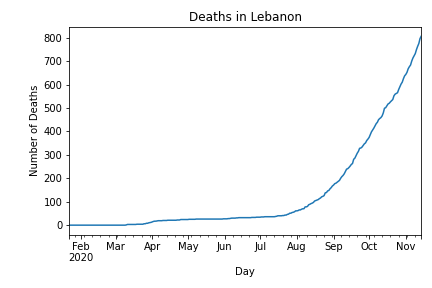 Deaths in Lebanon
800
700
600
500
400
300
200
100
0
Number of Deaths
Feb Mar Apr May Jun Jul Aug Sep Oct Nov
2020
Day